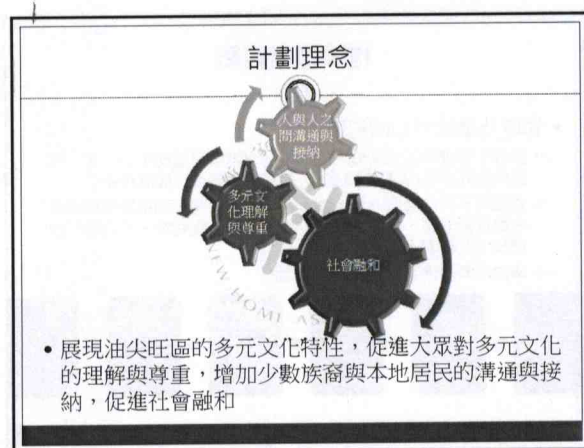 計劃理念
人與人之
間溝通與
接納
多元文
化理解
與尊重
社會融和
NEW HOME AS
• 展現油尖旺區的多元文化特性，促進大眾對多元文化
的理解與尊重，增加少數族裔與本地居民的溝通與接
納，促進社會融和